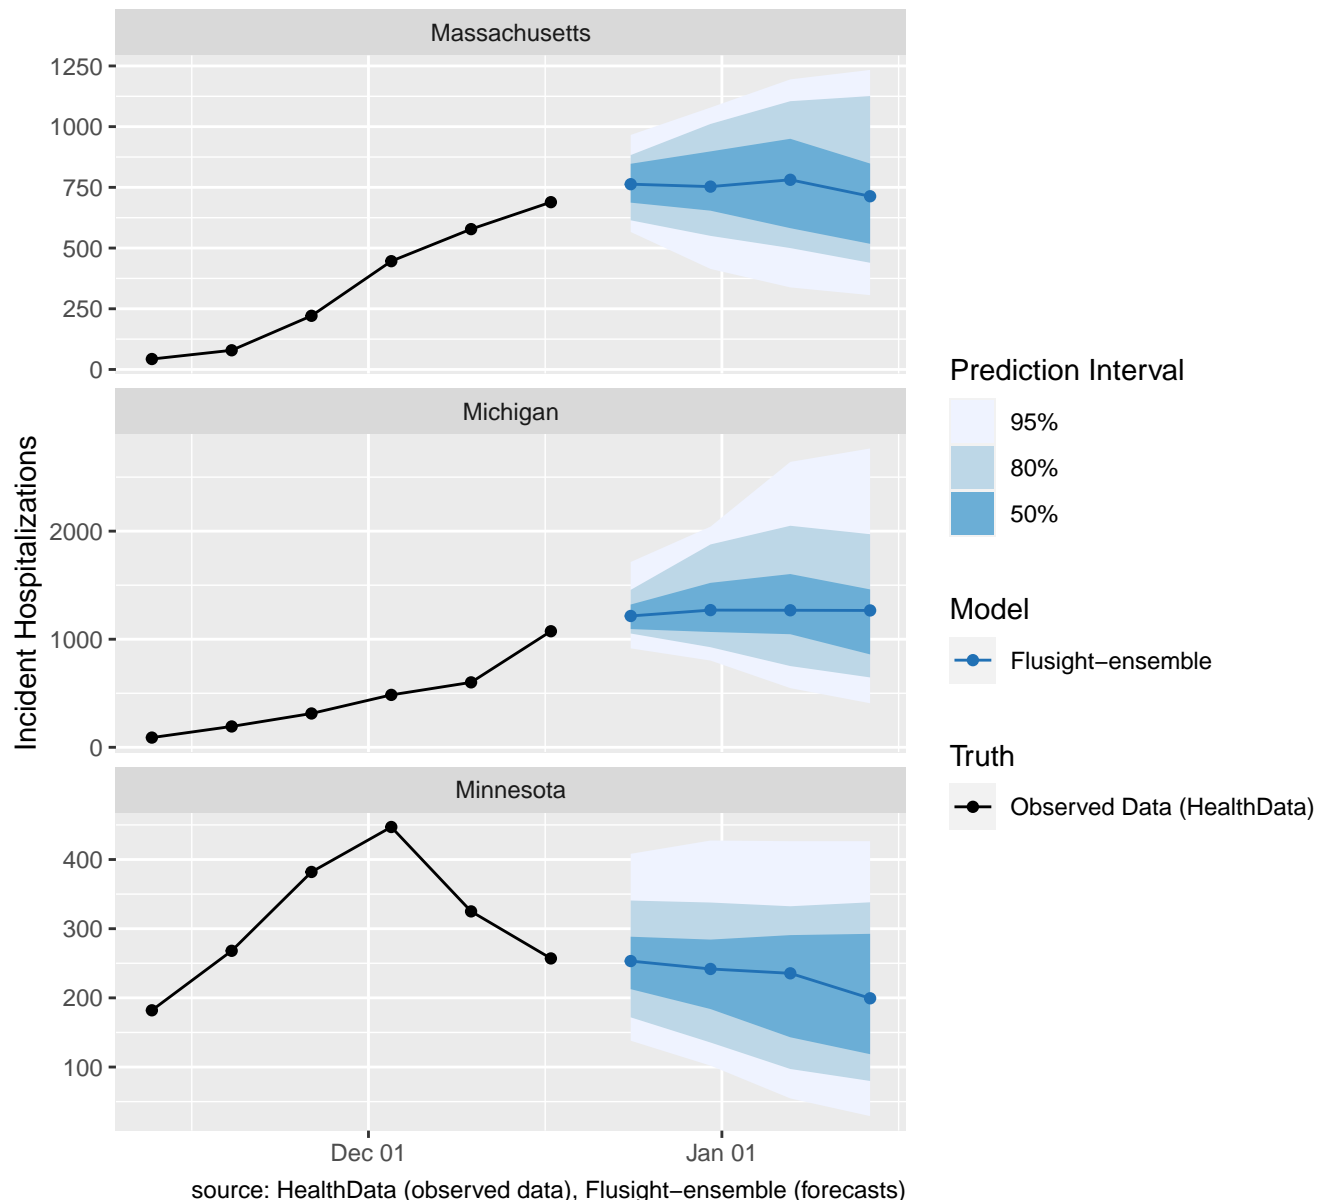 Massachusetts
1250
1000
750
500
250
0
Michigan
2000
1000
0
Minnesota
400
300
200
100
Dec 01
Jan 01
Incident Hospitalizations
source: HealthData (observed data), Flusight−ensemble (forecasts)
Prediction Interval
95%
80%
50%
Model
Flusight−ensemble
Truth
Observed Data (HealthData)